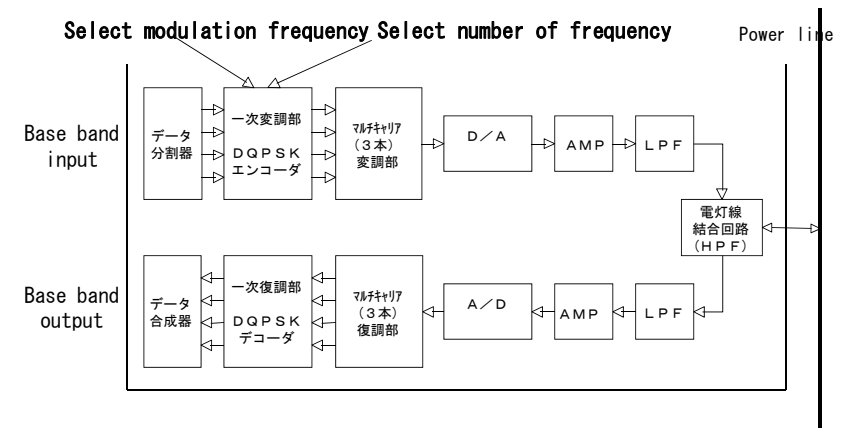 Select modulation frequency Select number of frequency
Power line
Base band
input
データ
分割器
一次変調部
DQPSK
エンコーダ
マルチキャリア
(3本)
変調部
D/A
AMP
LPF
電灯線
結合回路
(HPF)
Base band
output
データ
合成器
一次復調部
DQPSK
デコーダ
マルチキャリア
(3本)
復調部
A/D
AMP
LPF